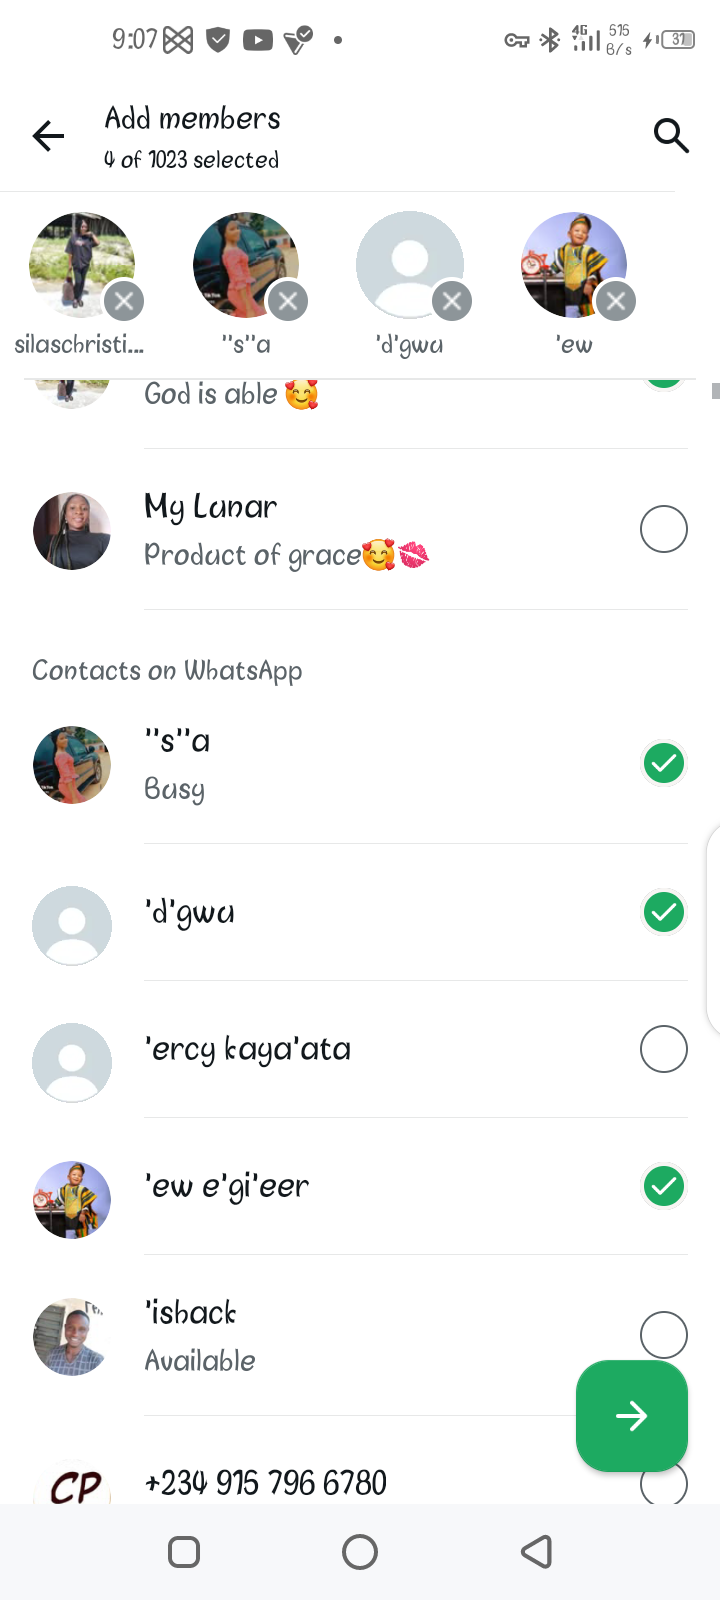 9:07
4G
515 B/s
37
Add members
4 of 1023 selected
silaschristi...
''s''a
'd'gwa
'ew
God is able 🥰
My Lunar
Product of grace🥰💋
Contacts on WhatsApp
''s''a
Busy
'd'gwa
'ercy kaya'ata
'ew e'gi'eer
'isback
Available
CP
+234 915 796 6780